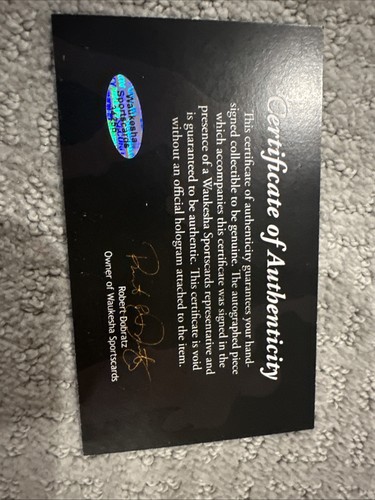 Certificate of Authenticity
This certificate of authenticity guarantees your hand-
signed collectible to be genuine. The autographed piece
which accompanies this certificate was signed in the
presence of a Waukesha Sportscards representative and
is guaranteed to be authentic. This certificate is void
without an official hologram attached to the item.
Robert Dobratz
Owner of Waukesha Sportscards
Waukesha
Sportscards